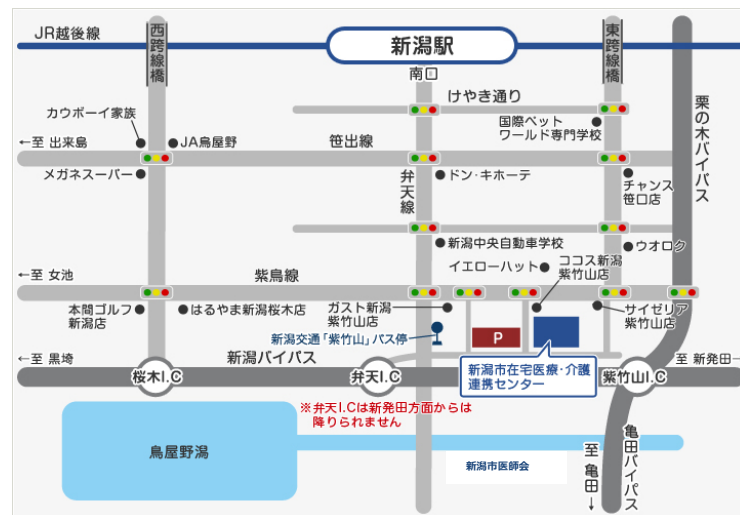 JR越後線
西跨線橋
新潟駅
南口
東跨線橋
けやき通り
栗の木バイパス
カウボーイ家族
国際ペット
ワールド専門学校
←至 出来島
JA鳥屋野
笹出線
メガネスーパー
弁天線
ドン・キホーテ
チャンス
笹口店
新潟中央自動車学校
ウオロク
イエローハット
ココス新潟
紫竹山店
←至 女池
紫鳥線
本間ゴルフ
新潟店
はるやま新潟桜木店
ガスト新潟
紫竹山店
サイゼリア
紫竹山店
新潟交通「紫竹山」バス停
P
←至 黒埼
新潟バイパス
至 新発田→
桜木I.C
弁天I.C
新潟市在宅医療・介護
連携センター
紫竹山I.C
※弁天I.Cは新発田方面からは
降りられません
鳥屋野潟
新潟市医師会
至 亀田→
亀田バイパス